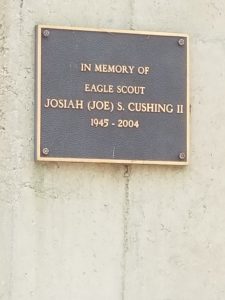 IN MEMORY OF
EAGLE SCOUT
JOSIAH (JOE) S. CUSHING II
1945 - 2004